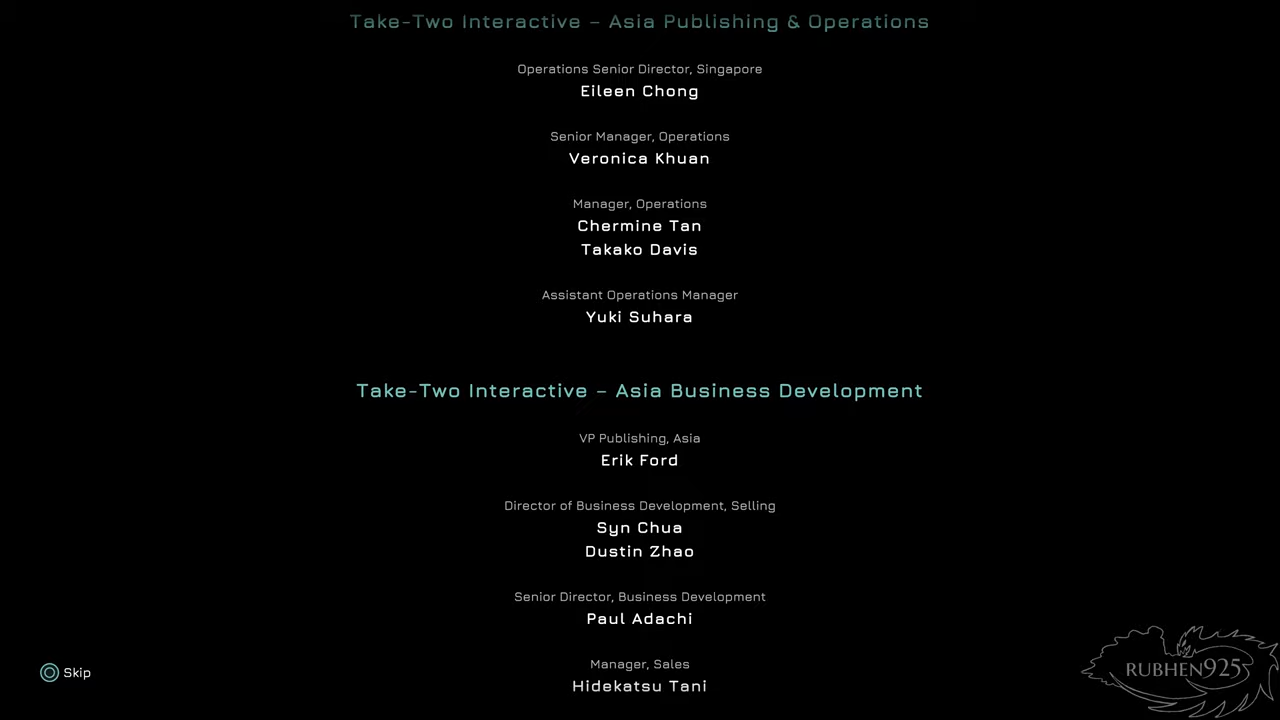 Take-Two Interactive – Asia Publishing & Operations
Operations Senior Director, Singapore
Eileen Chong
Senior Manager, Operations
Veronica Khuan
Manager, Operations
Chermine Tan
Takako Davis
Assistant Operations Manager
Yuki Suhara
Take-Two Interactive – Asia Business Development
VP Publishing, Asia
Erik Ford
Director of Business Development, Selling
Syn Chua
Dustin Zhao
Senior Director, Business Development
Paul Adachi
Manager, Sales
Hidekatsu Tani
Skip
RUBHEN925